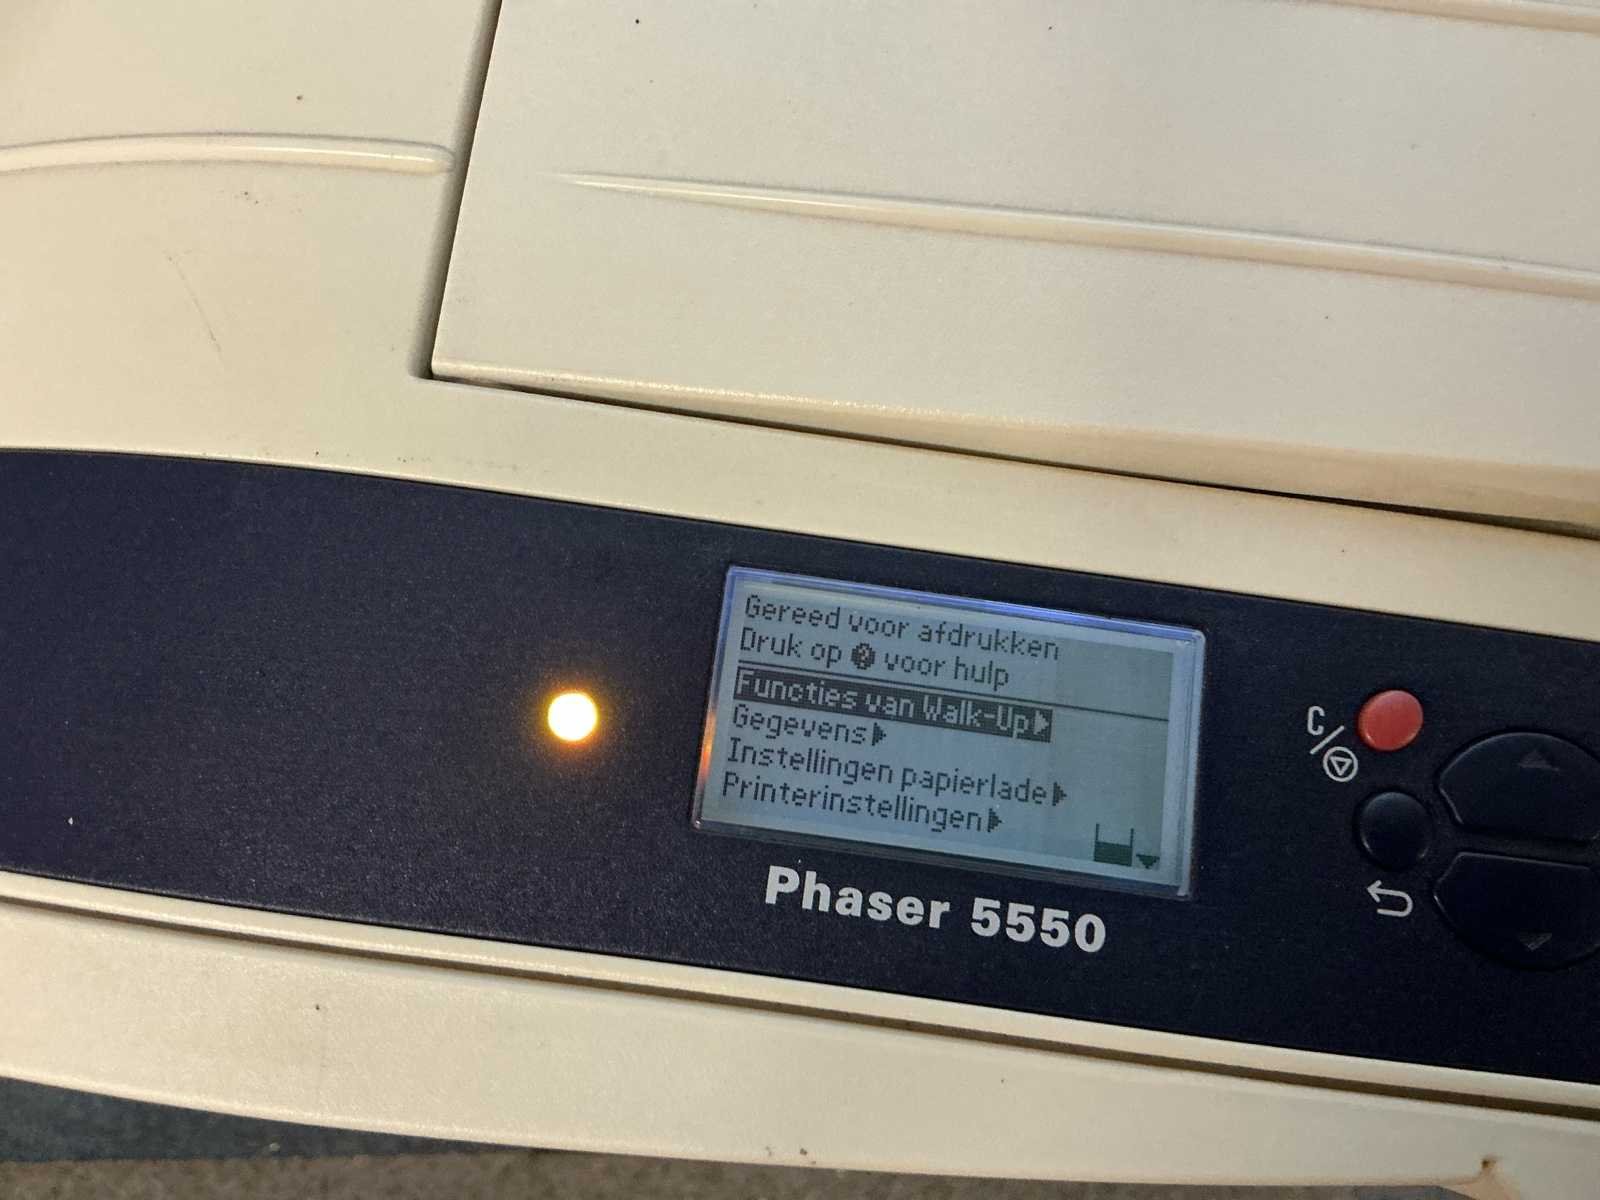 Gereed voor afdrukken
Druk op ? voor hulp
Functies van Walk-Up
Gegevens
Instellingen papierlade
Printerinstellingen
Phaser 5550
C/